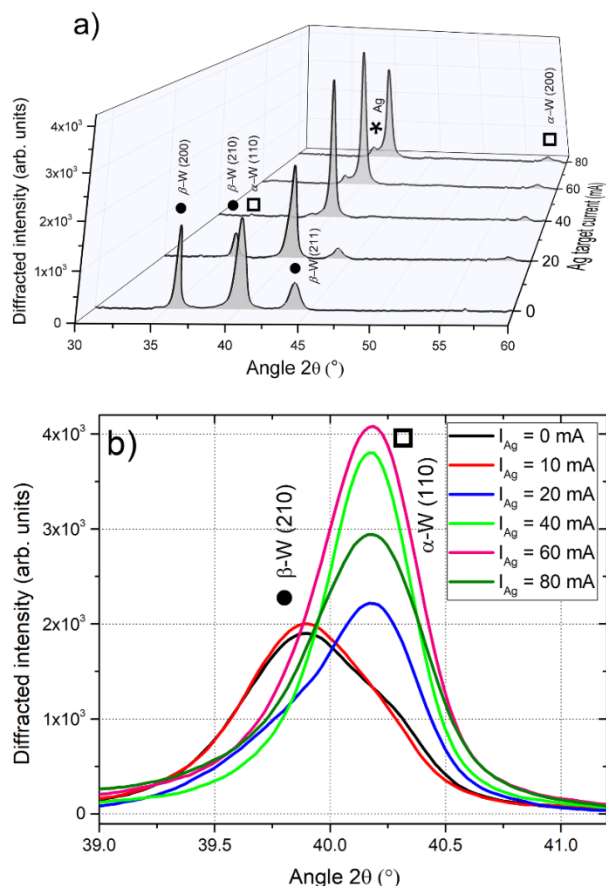 a)
Diffracted intensity (arb. units)
4x10³
3x10³
2x10³
1x10³
0
β-W (200)
β-W (210)
α-W (110)
β-W (211)
* Ag
α-W (200)
80
60
40
20
0
Ag target current (mA)
30 35 40 45 50 55 60
Angle 2θ (°)
b)
Diffracted intensity (arb. units)
4x10³
3x10³
2x10³
1x10³
0
β-W (210)
α-W (110)
I_Ag = 0 mA
I_Ag = 10 mA
I_Ag = 20 mA
I_Ag = 40 mA
I_Ag = 60 mA
I_Ag = 80 mA
39.0 39.5 40.0 40.5 41.0
Angle 2θ (°)